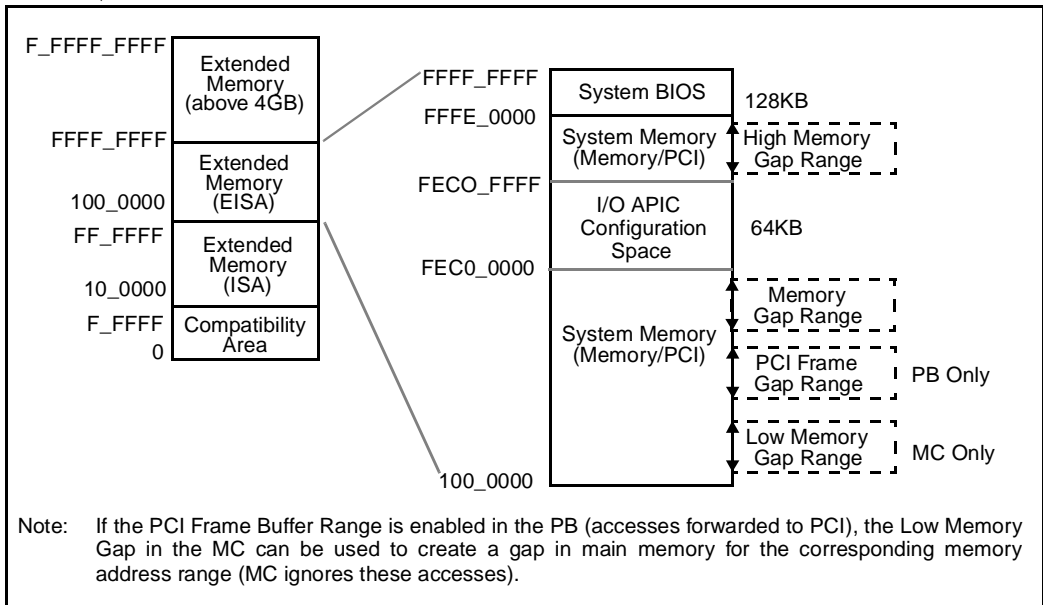 F_FFFF_FFFF
Extended
Memory
(above 4GB)
FFFF_FFFF
Extended
Memory
(EISA)
100_0000
FF_FFFF
Extended
Memory
(ISA)
10_0000
F_FFFF
Compatibility
Area
0
FFFF_FFFF
System BIOS
128KB
FFFE_0000
System Memory
(Memory/PCI)
High Memory
Gap Range
FECO_FFFF
I/O APIC
Configuration
Space
64KB
FEC0_0000
Memory
Gap Range
System Memory
(Memory/PCI)
PCI Frame
Gap Range
PB Only
Low Memory
Gap Range
MC Only
100_0000
Note: If the PCI Frame Buffer Range is enabled in the PB (accesses forwarded to PCI), the Low Memory
Gap in the MC can be used to create a gap in main memory for the corresponding memory
address range (MC ignores these accesses).